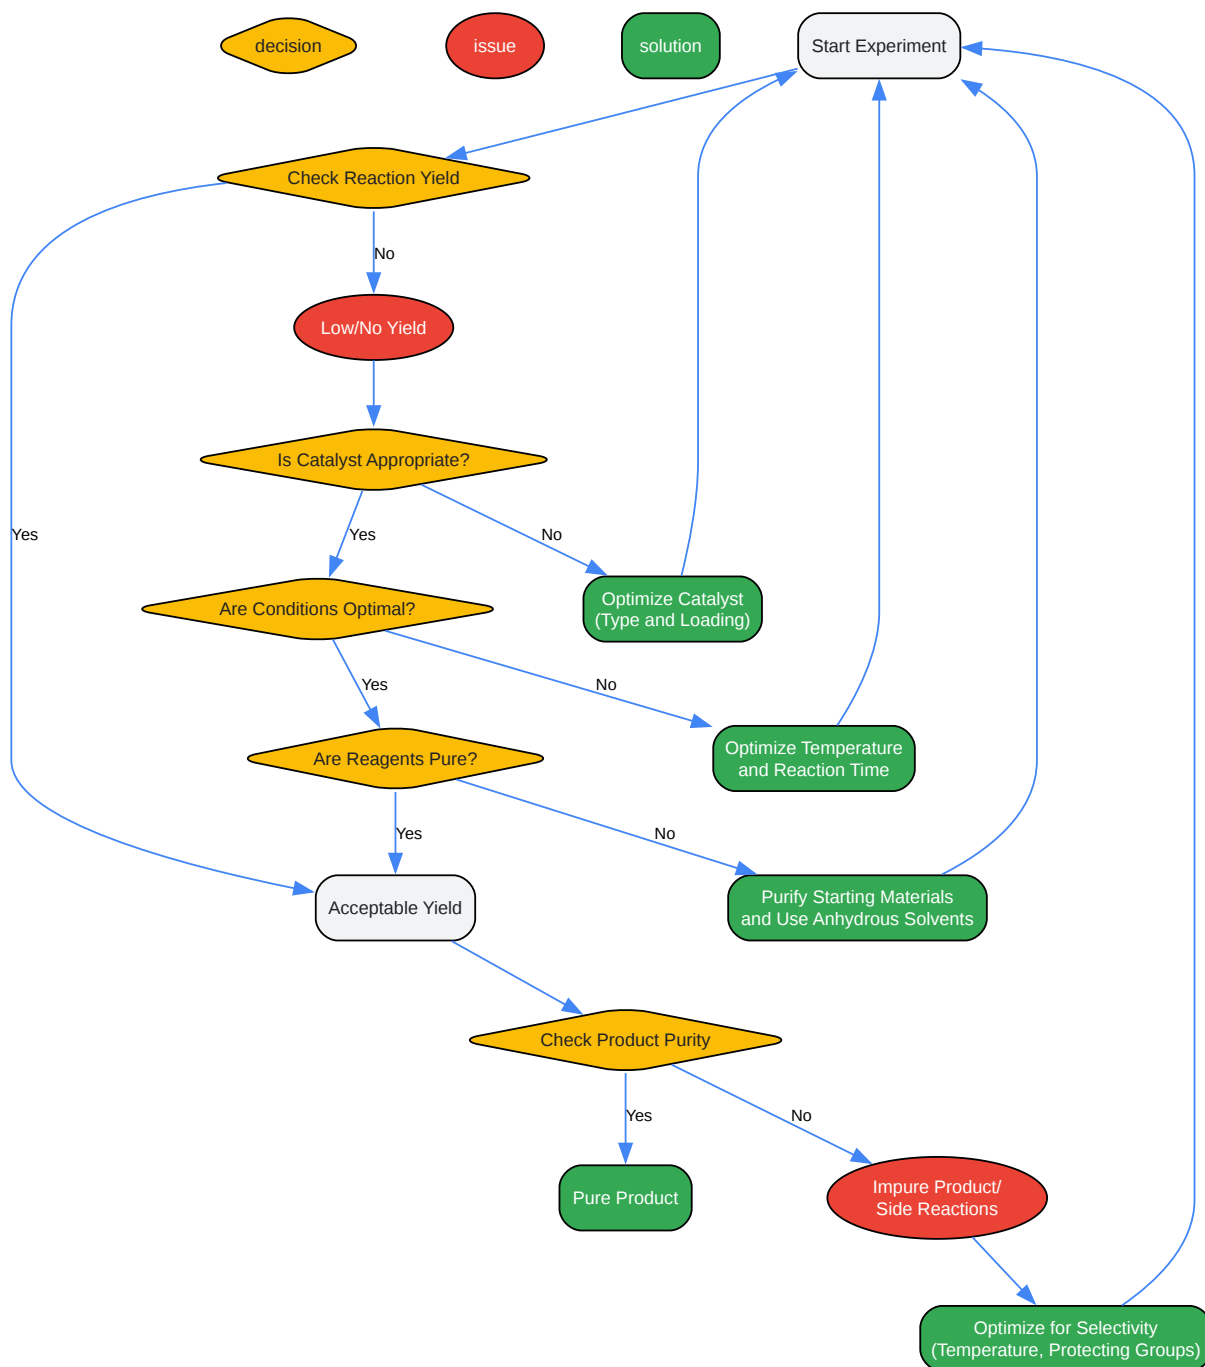 decision
issue
solution
Start Experiment
Check Reaction Yield
No
Low/No Yield
Is Catalyst Appropriate?
Yes
Yes
No
Optimize Catalyst
(Type and Loading)
Are Conditions Optimal?
Yes
No
Optimize Temperature
and Reaction Time
Are Reagents Pure?
Yes
No
Purify Starting Materials
and Use Anhydrous Solvents
Acceptable Yield
Check Product Purity
Yes
No
Pure Product
Impure Product/
Side Reactions
Optimize for Selectivity
(Temperature, Protecting Groups)